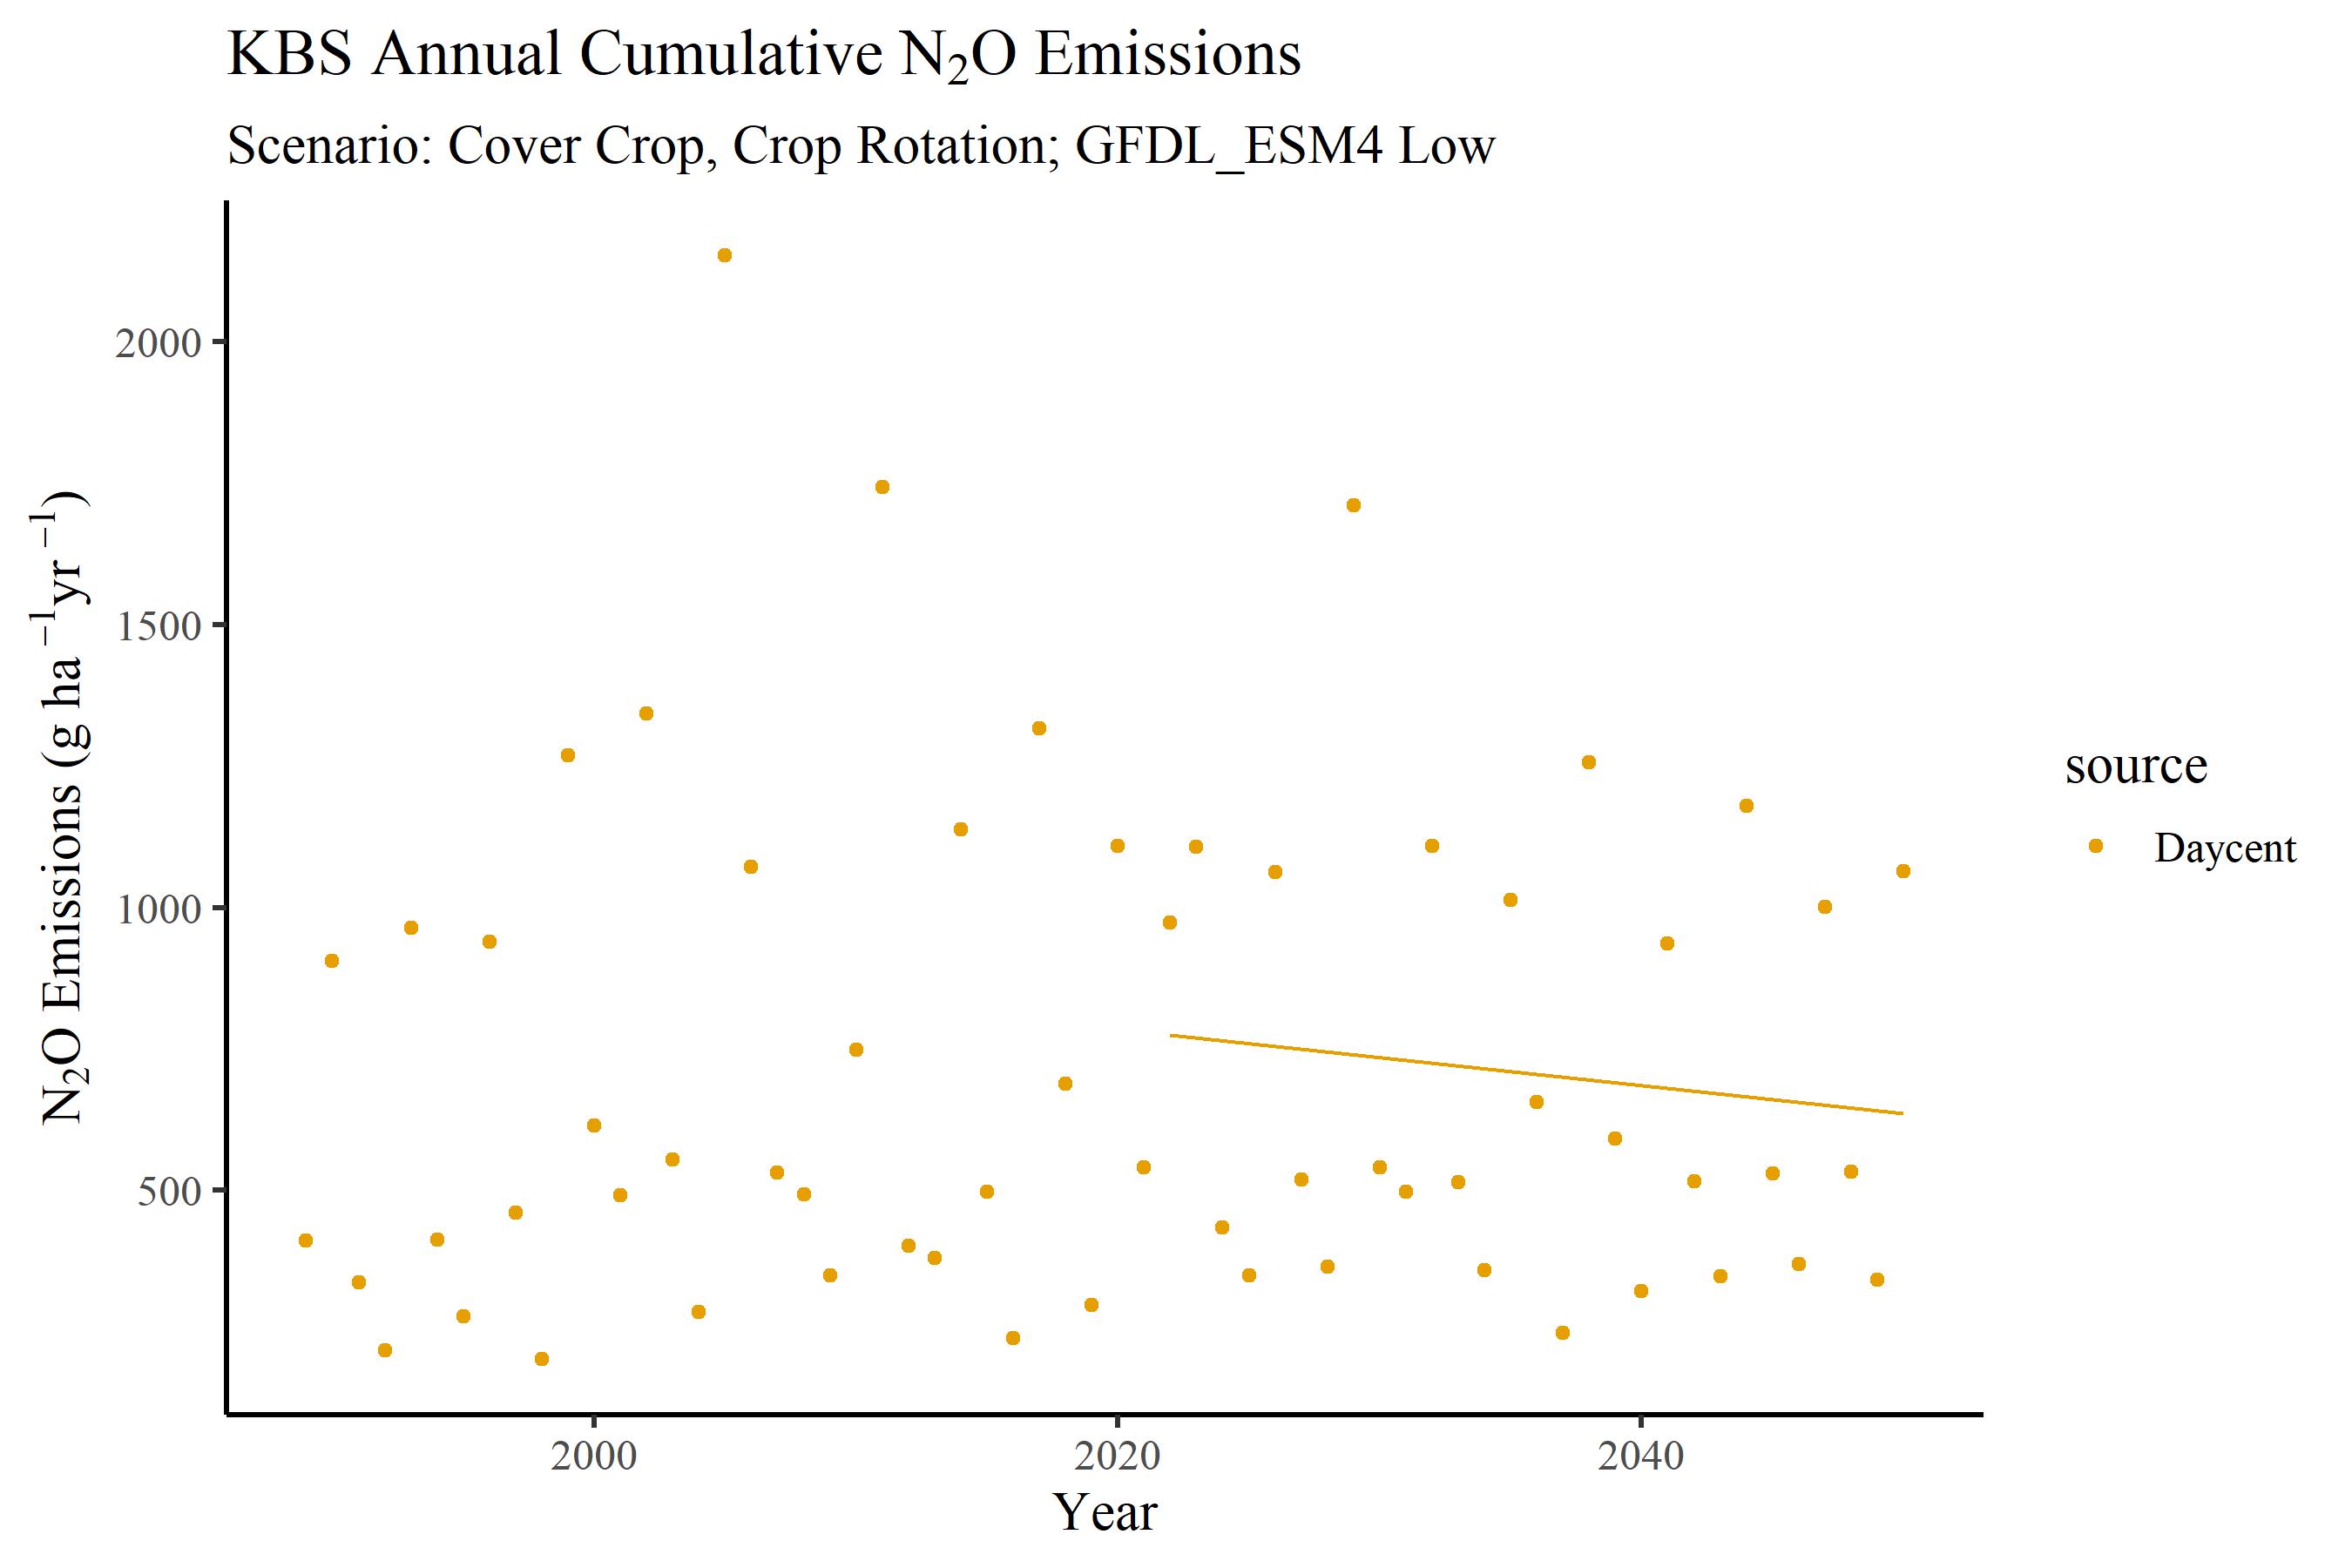 KBS Annual Cumulative N₂O Emissions
Scenario: Cover Crop, Crop Rotation; GFDL_ESM4 Low
N₂O Emissions (g ha ⁻¹yr ⁻¹)
2000
1500
1000
500
2000 2020 2040
Year
source
Daycent